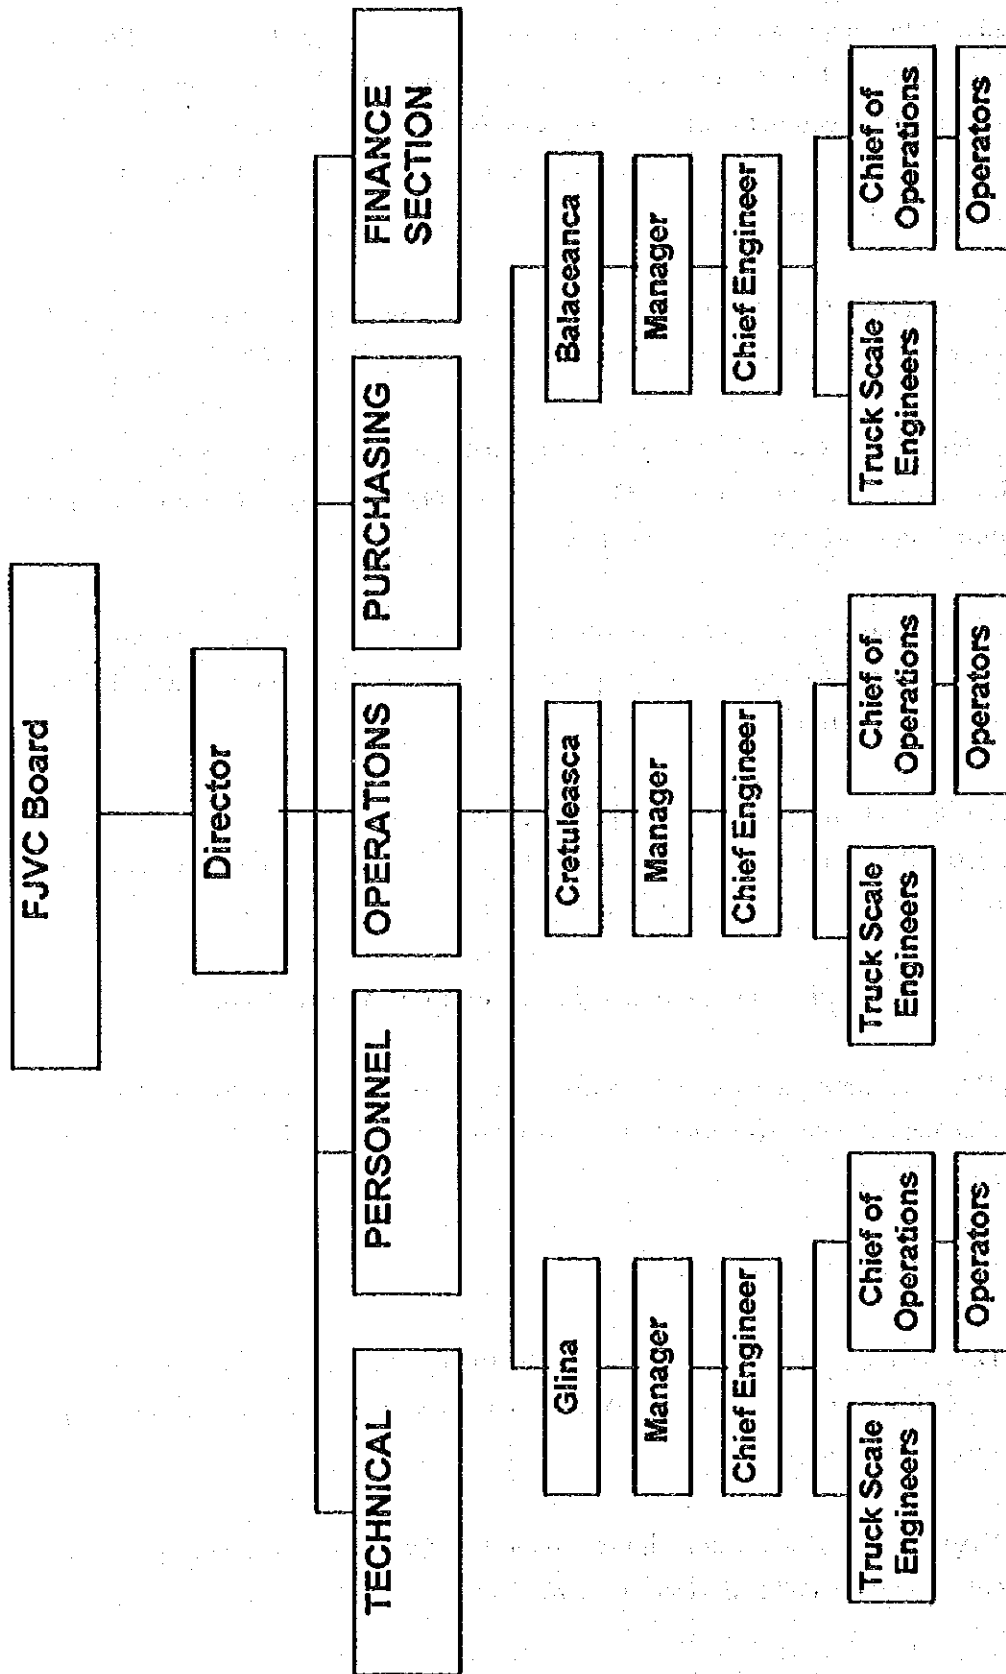 FJVC Board
Director
TECHNICAL
PERSONNEL
OPERATIONS
PURCHASING
FINANCE
SECTION
Glina
Cretuleasca
Balaceanca
Manager
Manager
Manager
Chief Engineer
Chief Engineer
Chief Engineer
Truck Scale
Engineers
Chief of
Operations
Truck Scale
Engineers
Chief of
Operations
Truck Scale
Engineers
Chief of
Operations
Operators
Operators
Operators